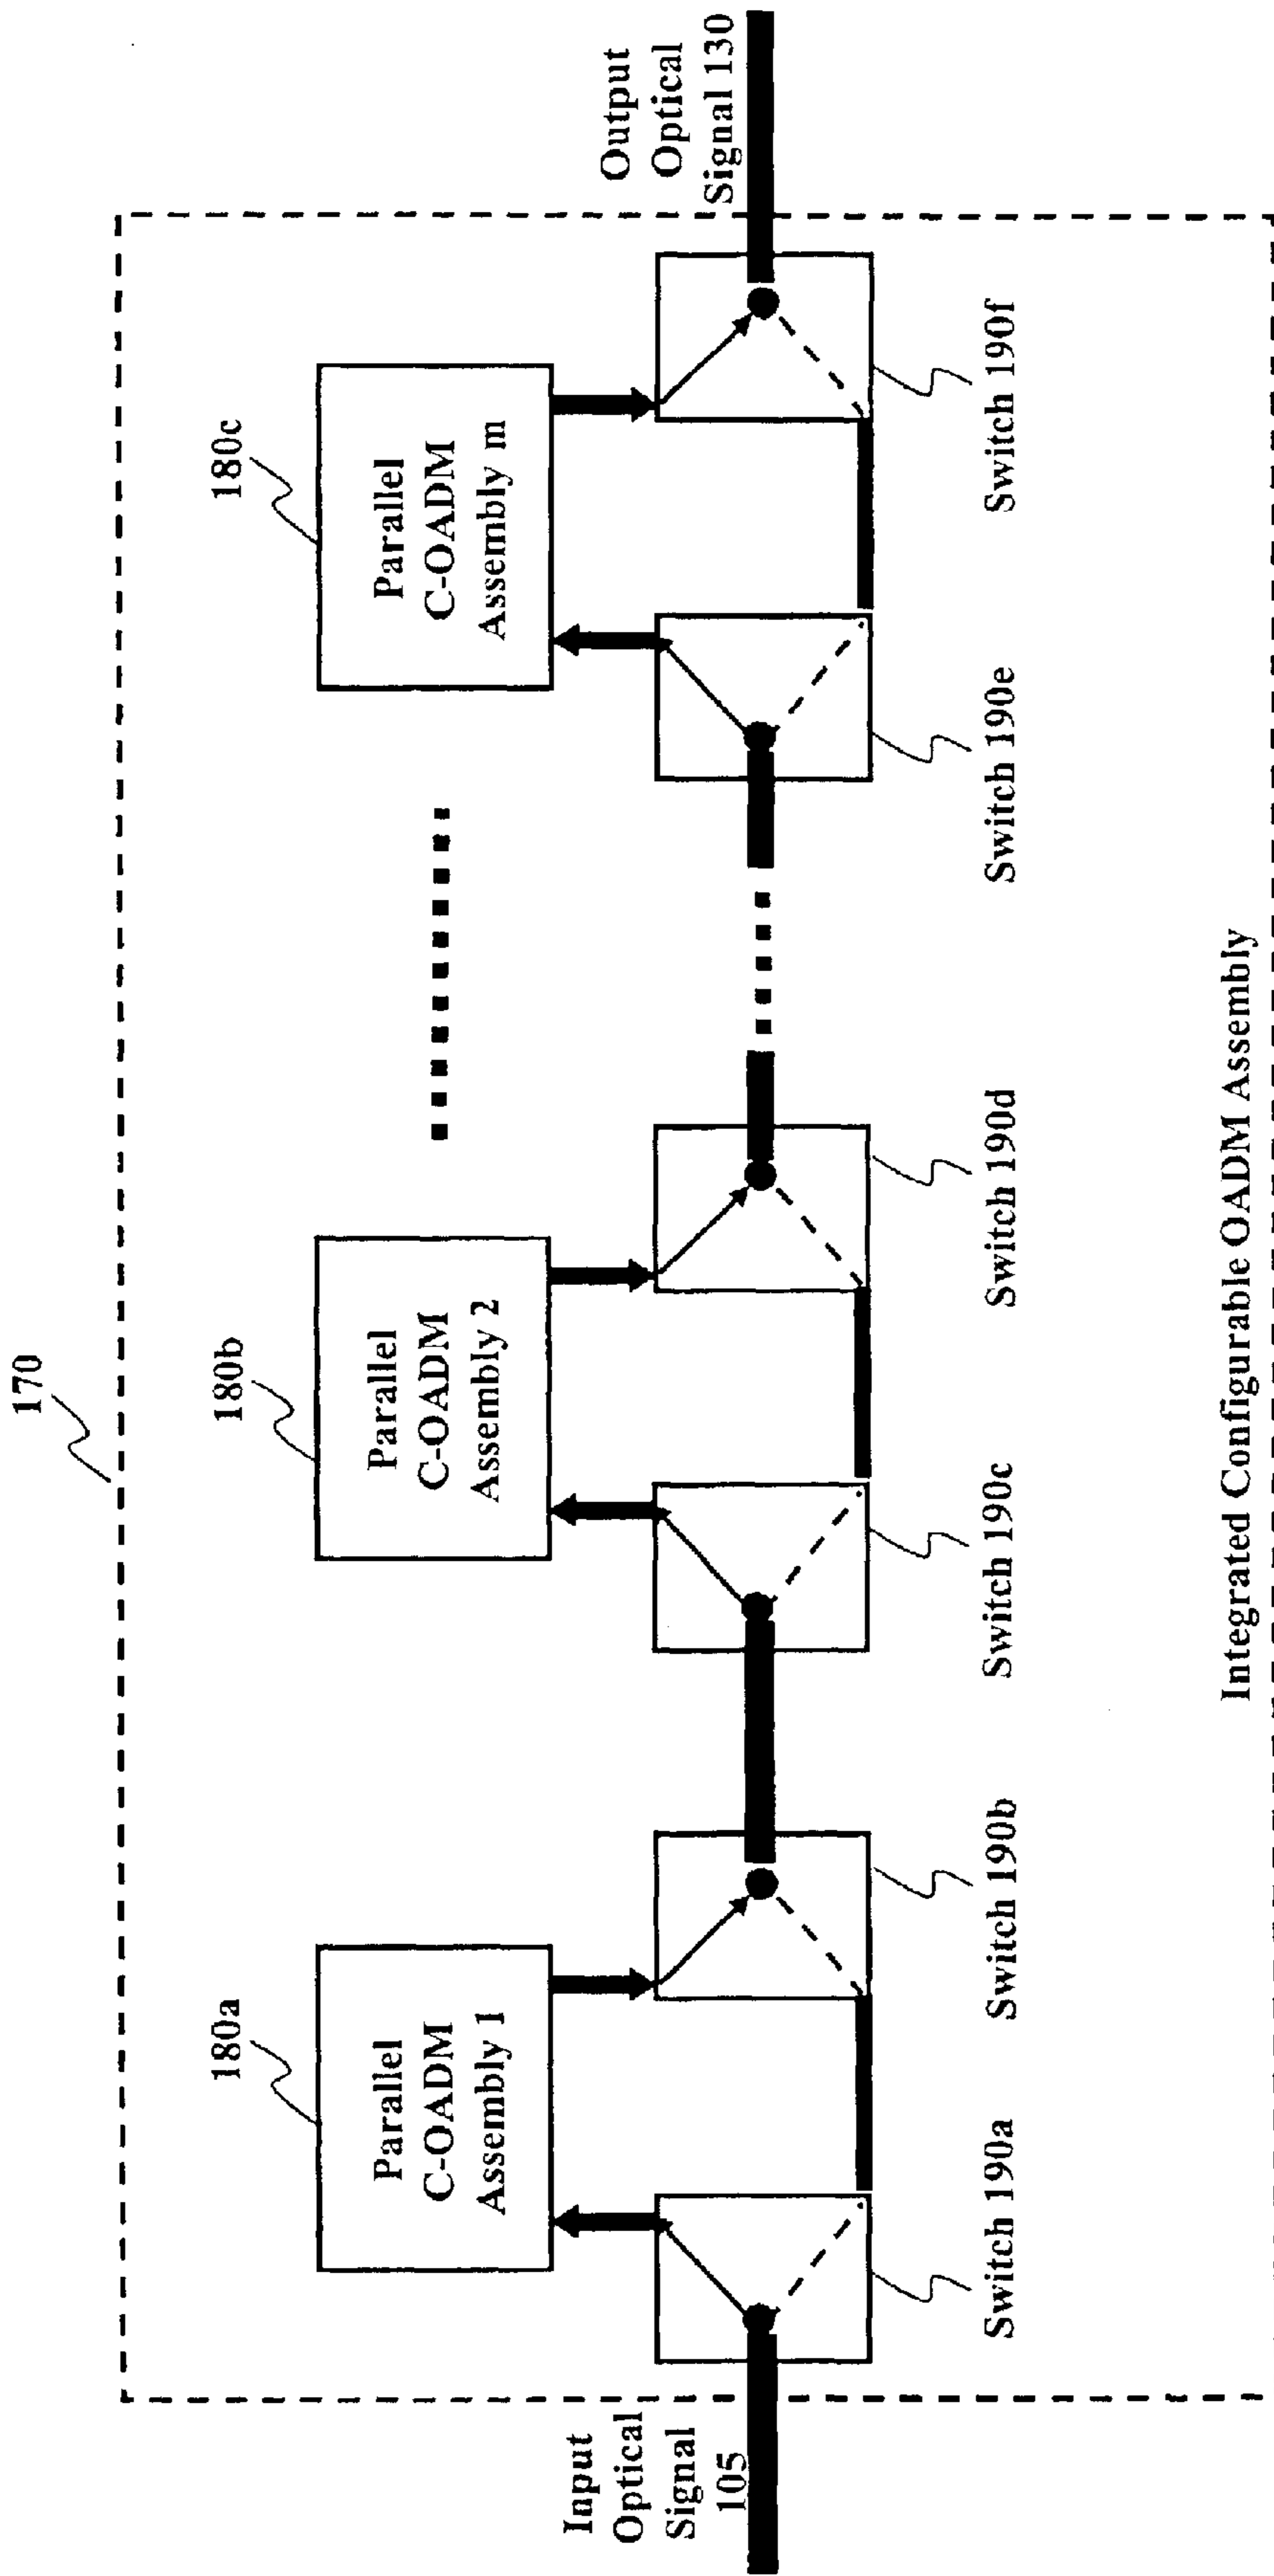 170
180a
180b
180c
Parallel
C-OADM
Assembly 1
Parallel
C-OADM
Assembly 2
Parallel
C-OADM
Assembly m
Input
Optical
Signal
105
Output
Optical
Signal 130
Switch 190a
Switch 190b
Switch 190c
Switch 190d
Switch 190e
Switch 190f
Integrated Configurable OADM Assembly